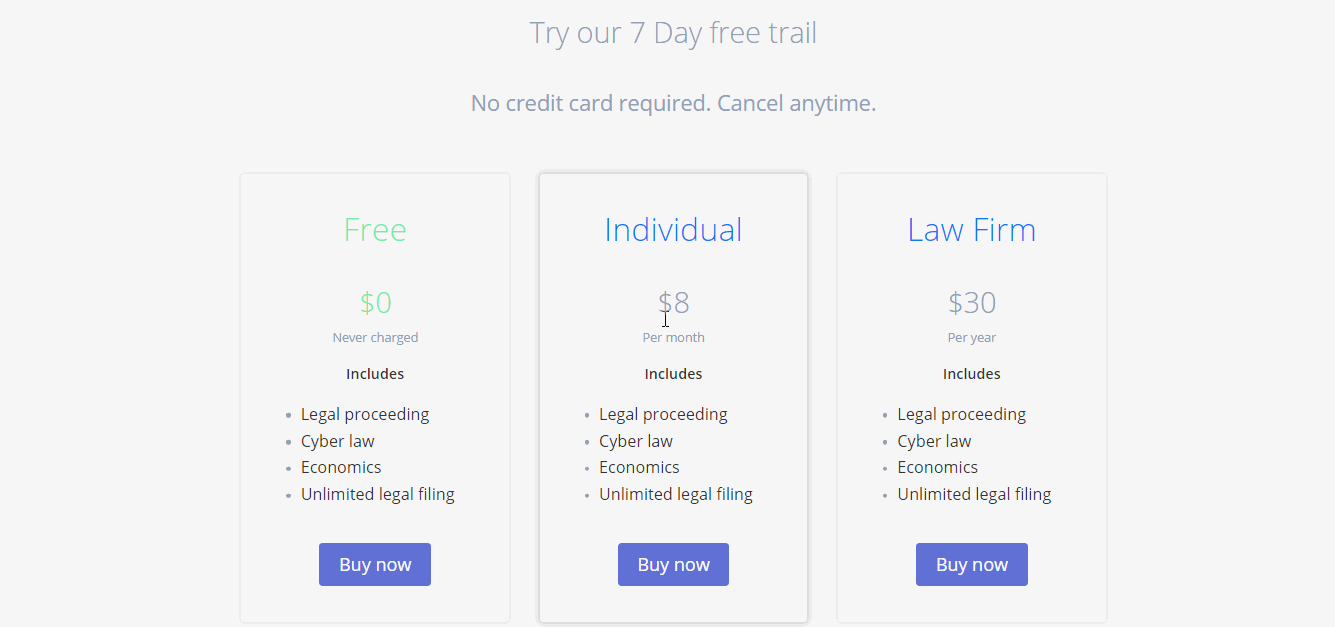 Try our 7 Day free trail
No credit card required. Cancel anytime.
Free
$0
Never charged
Includes
Legal proceeding
Cyber law
Economics
Unlimited legal filing
Buy now
Individual
$8
Per month
Includes
Legal proceeding
Cyber law
Economics
Unlimited legal filing
Buy now
Law Firm
$30
Per year
Includes
Legal proceeding
Cyber law
Economics
Unlimited legal filing
Buy now